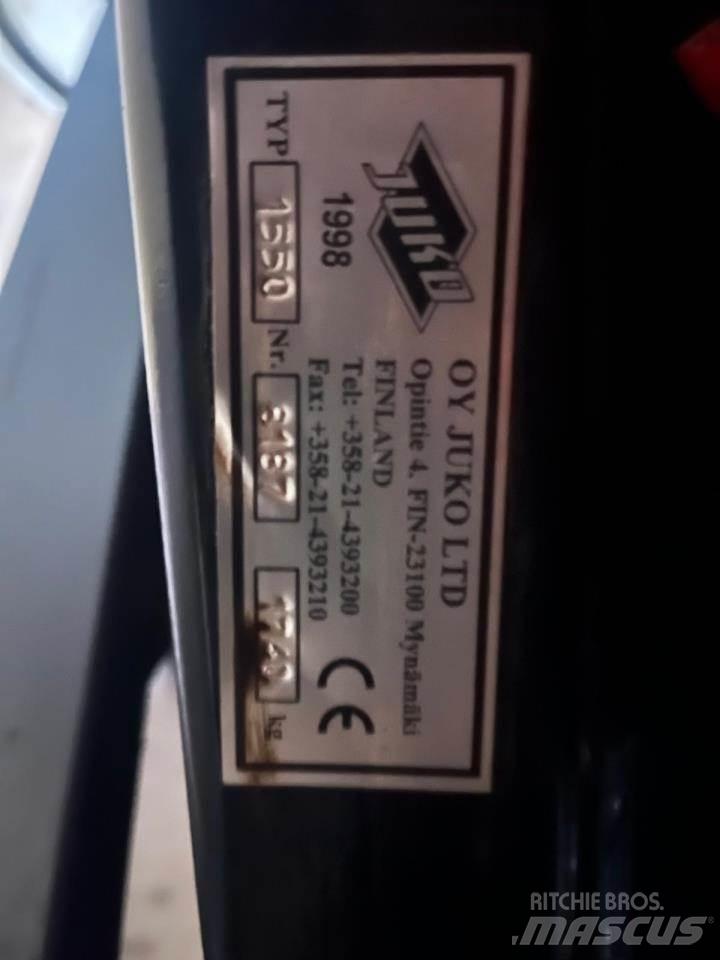 JUKO
1998
OY JUKO LTD
Opintie 4. FIN-23100 Mynämäki
FINLAND
Tel: +358-21-4393200
Fax: +358-21-4393210
CE
TYP 1550 Nr. kg
RITCHIE BROS.
MASCUS